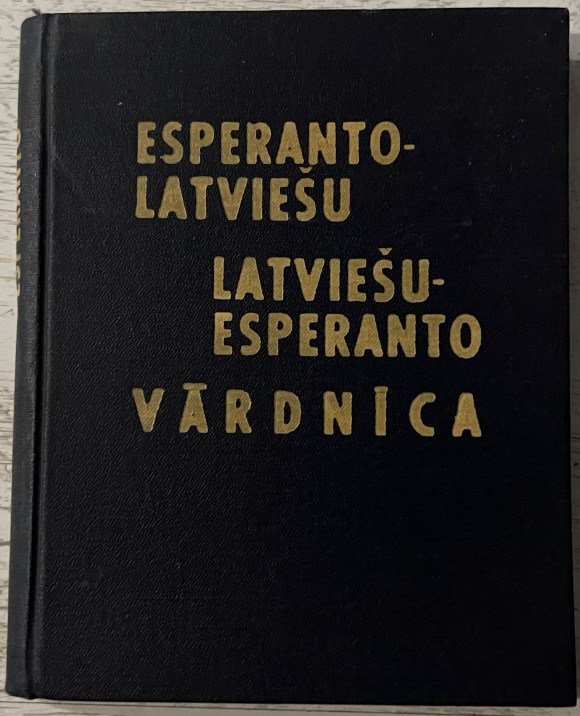 ESPERANTO-
LATVIEŠU
LATVIEŠU-
ESPERANTO
VĀRDNĪCA